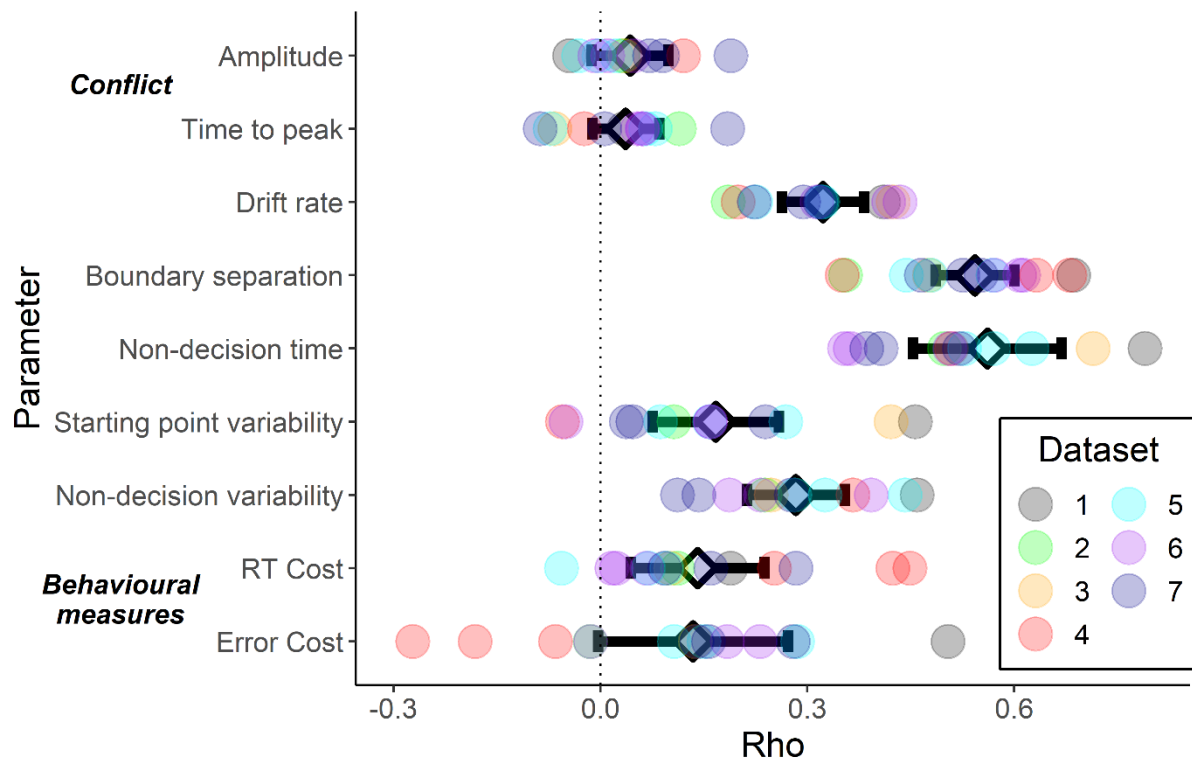 Parameter
Conflict
Amplitude
Time to peak
Drift rate
Boundary separation
Non-decision time
Starting point variability
Non-decision variability
Behavioural
measures
RT Cost
Error Cost
-0.3 0.0 0.3 0.6
Rho
Dataset
1 5
2 6
3 7
4